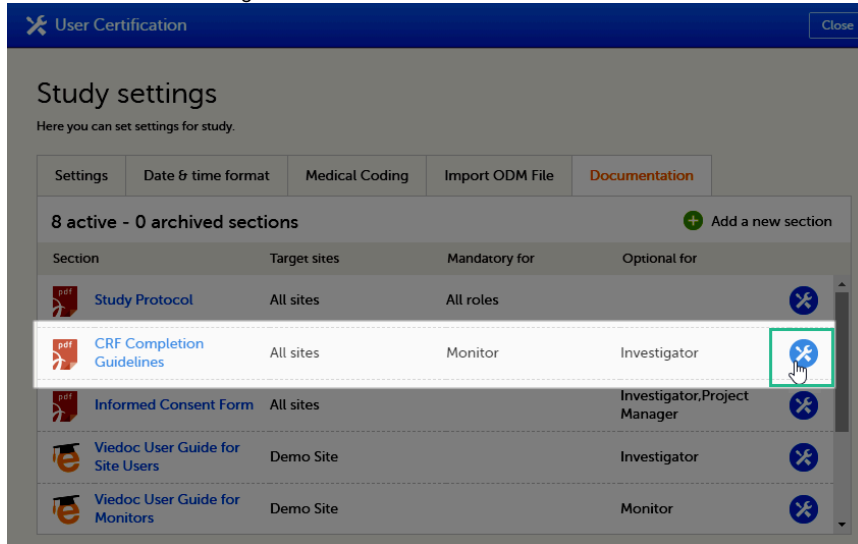 User Certification
Close
Study settings
Here you can set settings for study.
Settings Date & time format Medical Coding Import ODM File Documentation
8 active - 0 archived sections Add a new section
Section Target sites Mandatory for Optional for
pdf Study Protocol All sites All roles
pdf CRF Completion
Guidelines All sites Monitor Investigator
pdf Informed Consent Form All sites Investigator,Project
Manager
Viedoc User Guide for
Site Users Demo Site Investigator
Viedoc User Guide for
Monitors Demo Site Monitor